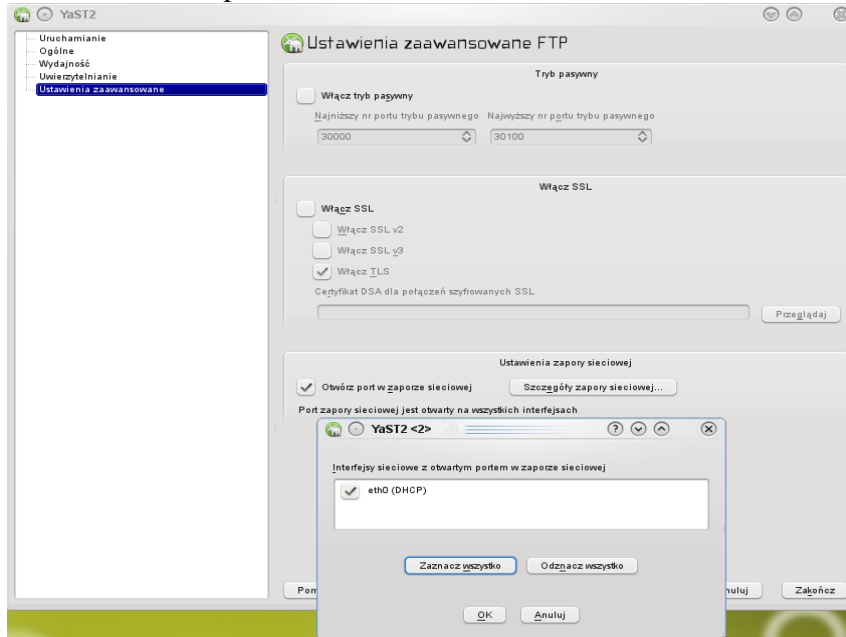 YaST2
Uruchamianie
Ogólne
Wydajność
Uwierzytelnianie
Ustawienia zaawansowane
Ustawienia zaawansowane FTP
Tryb pasywny
Włącz tryb pasywny
Najniższy nr portu trybu pasywnego Najwyższy nr portu trybu pasywnego
30000 30100
Włącz SSL
Włącz SSL
Włącz SSL v2
Włącz SSL v3
Włącz TLS
Certyfikat DSA dla połączeń szyfrowanych SSL
Przeglądaj
Ustawienia zapory sieciowej
Otwórz port w zaporze sieciowej Szczegóły zapory sieciowej...
Port zapory sieciowej jest otwarty na wszystkich interfejsach
YaST2 <2>
Interfejsy sieciowe z otwartym portem w zaporze sieciowej
eth0 (DHCP)
Zaznacz wszystko Odznacz wszystko
OK Anuluj
Pom
nuluj Zakończ